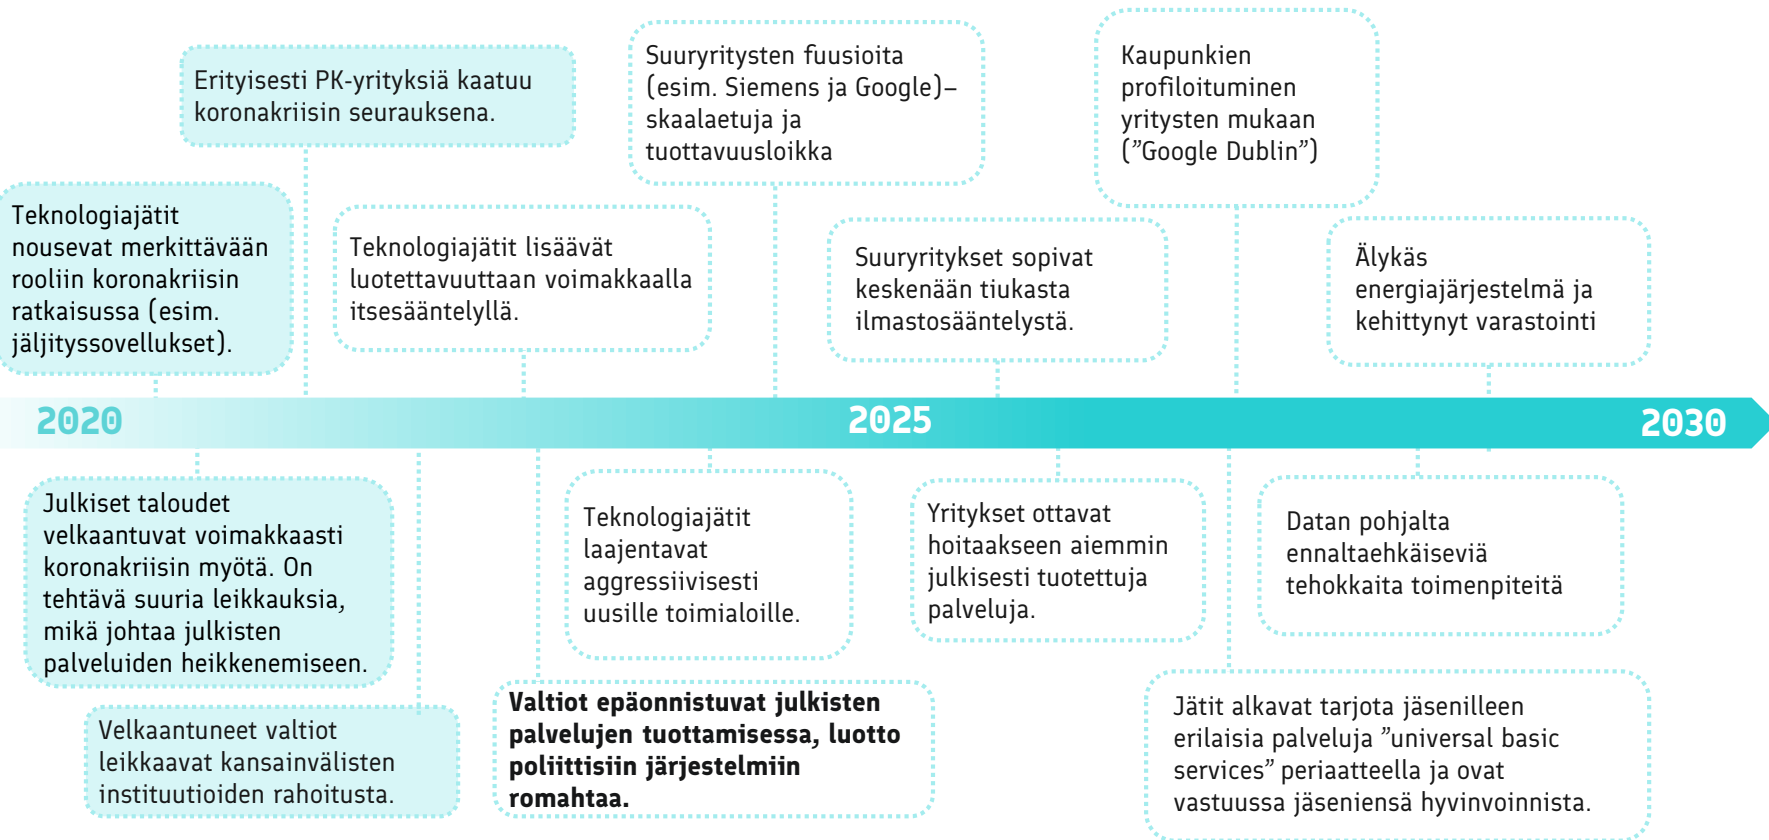 Erityisesti PK-yrityksiä kaatuu
koronakriisin seurauksena.
Suuryritysten fuusioita
(esim. Siemens ja Google)–
skaalaetuja ja
tuottavuusloikka
Kaupunkien
profiloituminen
yritysten mukaan
(”Google Dublin”)
Teknologiajätit
nousevat merkittävään
rooliin koronakriisin
ratkaisussa (esim.
jäljityssovellukset).
Teknologiajätit lisäävät
luotettavuuttaan voimakkaalla
itsesääntelyllä.
Suuryritykset sopivat
keskenään tiukasta
ilmastosääntelystä.
Älykäs
energiajärjestelmä ja
kehittynyt varastointi
2020
2025
2030
Julkiset taloudet
velkaantuvat voimakkaasti
koronakriisin myötä. On
tehtävä suuria leikkauksia,
mikä johtaa julkisten
palveluiden heikkenemiseen.
Teknologiajätit
laajentavat
aggressiivisesti
uusille toimialoille.
Yritykset ottavat
hoitaakseen aiemmin
julkisesti tuotettuja
palveluja.
Datan pohjalta
ennaltaehkäiseviä
tehokkaita toimenpiteitä
Velkaantuneet valtiot
leikkaavat kansainvälisten
instituutioiden rahoitusta.
Valtiot epäonnistuvat julkisten
palvelujen tuottamisessa, luotto
poliittisiin järjestelmiin
romahtaa.
Jätit alkavat tarjota jäsenilleen
erilaisia palveluja ”universal basic
services” periaatteella ja ovat
vastuussa jäseniensä hyvinvoinnista.